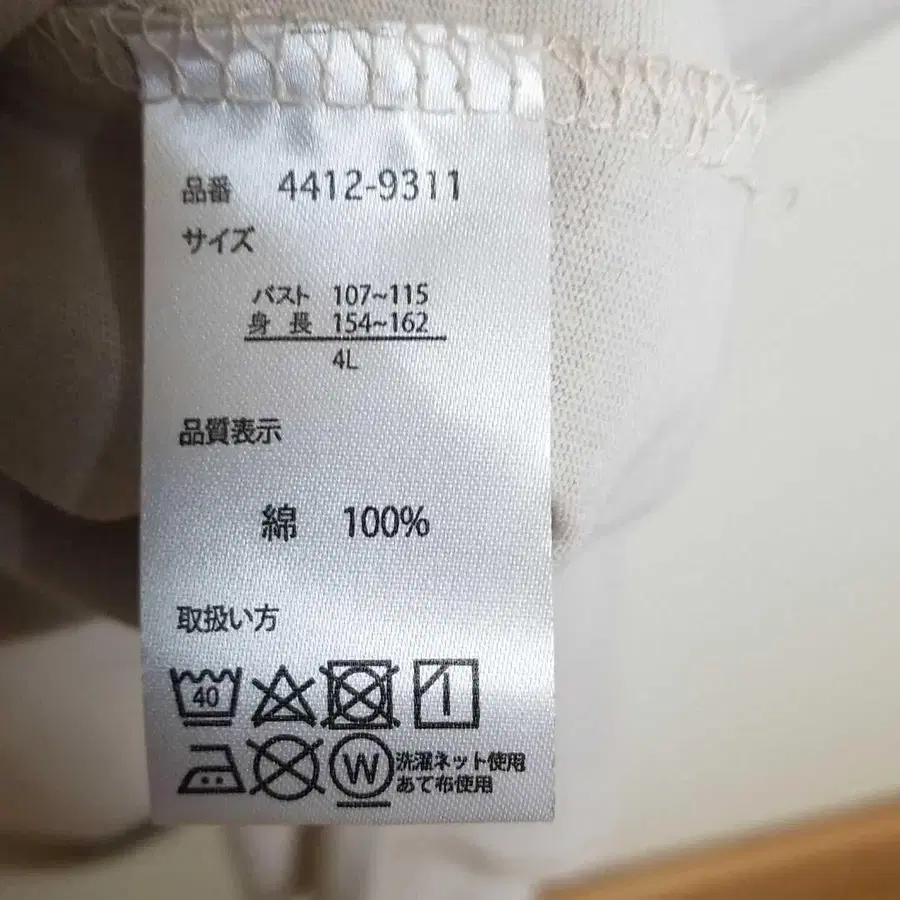 品番 4412-9311
サイズ
バスト 107~115
身長 154~162
4L
品質表示
綿 100%
取扱い方
40
W 洗濯ネット使用
あて布使用